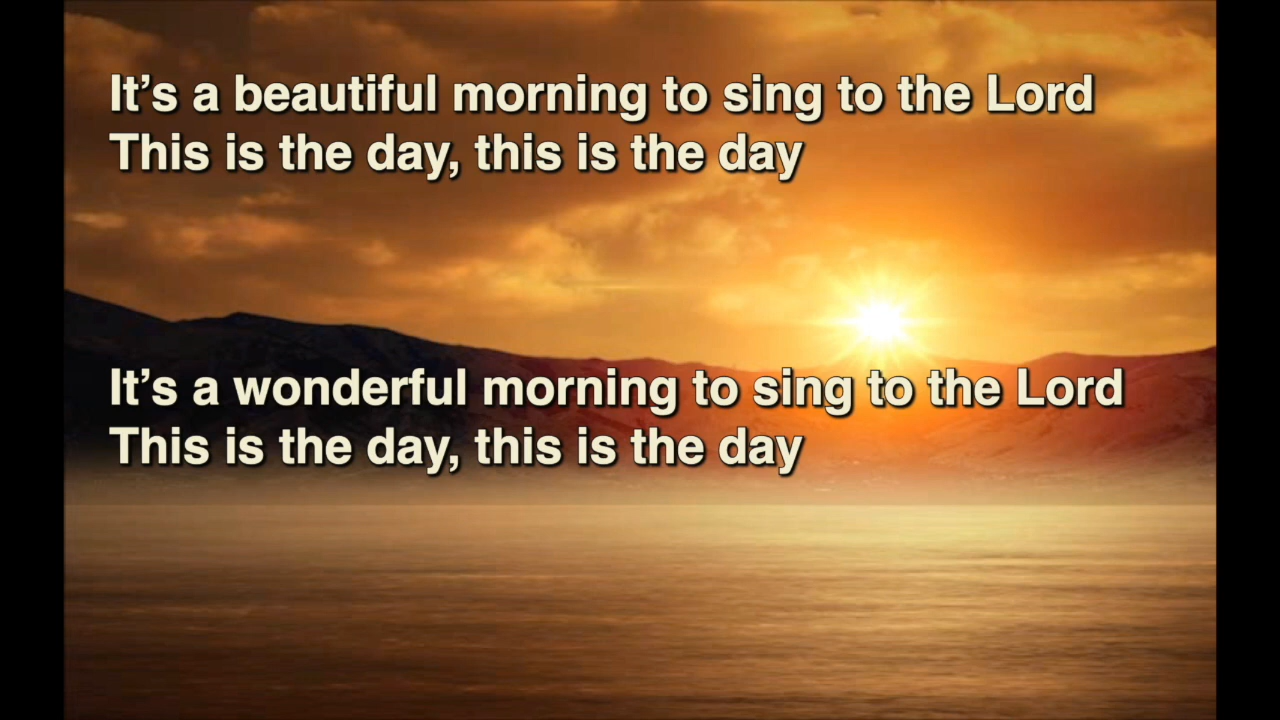 It’s a beautiful morning to sing to the Lord
This is the day, this is the day
It’s a wonderful morning to sing to the Lord
This is the day, this is the day